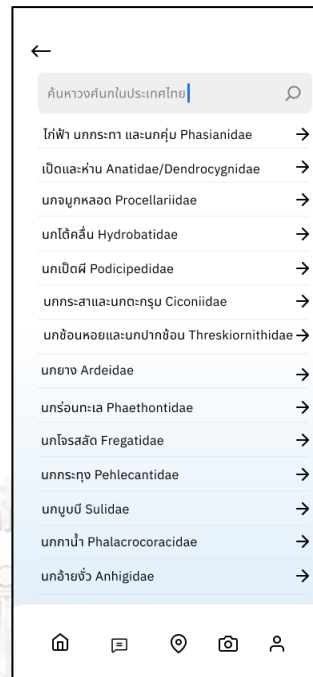 ค้นหาวงศ์นกในประเทศไทย
ไก่ฟ้า นกกระทา และนกคุ่ม Phasianidae
เป็ดและห่าน Anatidae/Dendrocygnidae
นกจมูกหลอด Procellariidae
นกโต้คลื่น Hydrobatidae
นกเป็ดผี Podicipedidae
นกกระสาและนกตะกรุม Ciconiidae
นกช้อนหอยและนกปากช้อน Threskiornithidae
นกยาง Ardeidae
นกร่อนทะเล Phaethontidae
นกโจรสลัด Fregatidae
นกกระทุง Pehlecantidae
นกบูบบี Sulidae
นกกาน้ำ Phalacrocoracidae
นกอ้ายงั่ว Anhigidae